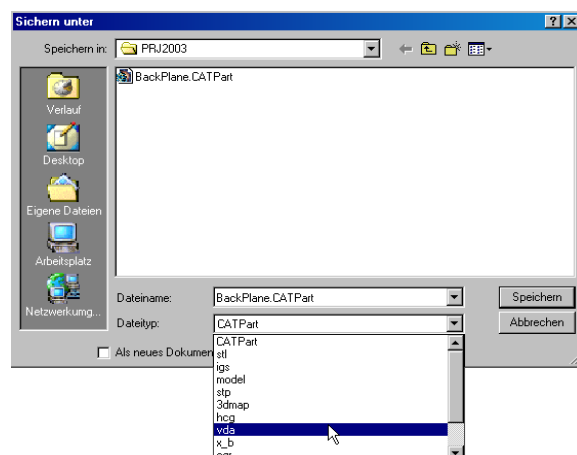 Sichern unter
Speichern in:
PRJ2003
BackPlane.CATPart
Verlauf
Desktop
Eigene Dateien
Arbeitsplatz
Netzwerkumg...
Dateiname:
BackPlane.CATPart
Speichern
Dateityp:
CATPart
Abbrechen
Als neues Dokumen
CATPart
stl
igs
model
stp
3dmap
hcg
vda
x_b